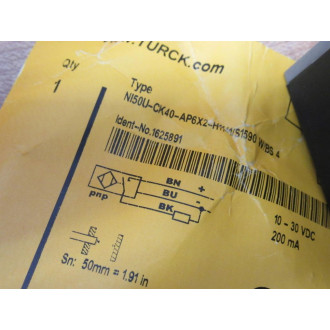 TURCK.com
Qty
1
Type
Ident-No.1625891
BN +
BU -
BK
pnp
10 - 30 VDC
200 mA
Sn: 50mm = 1.91 in